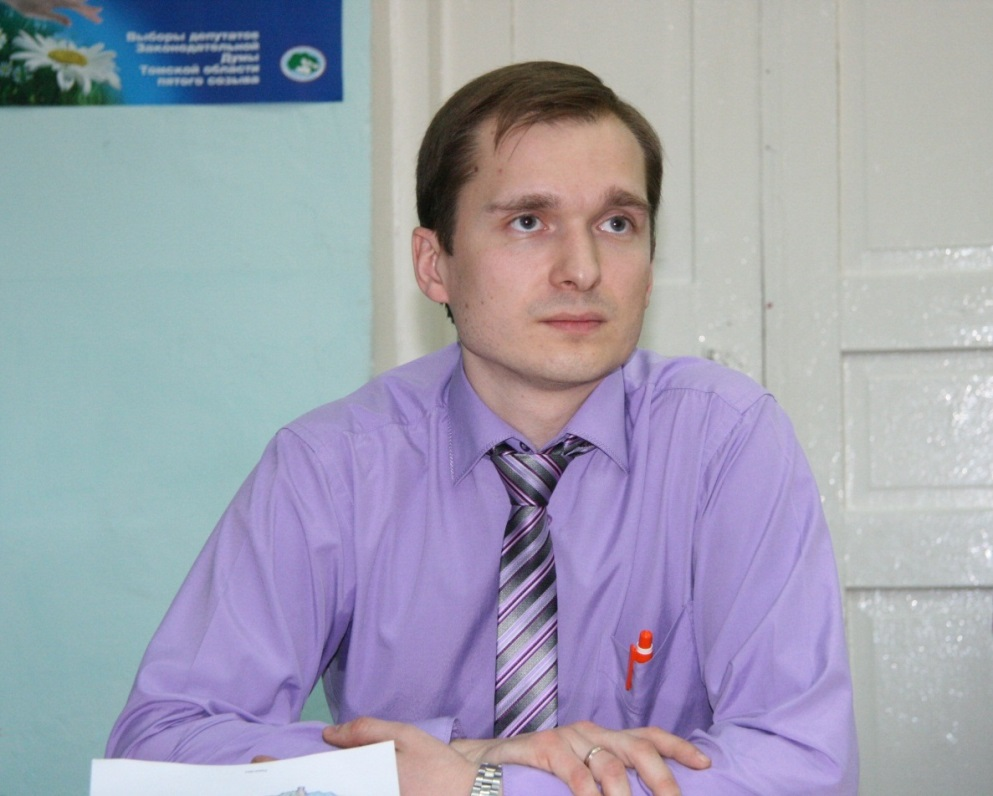 Выборы депутатов
Законодательной
Думы
Томской области
пятого созыва